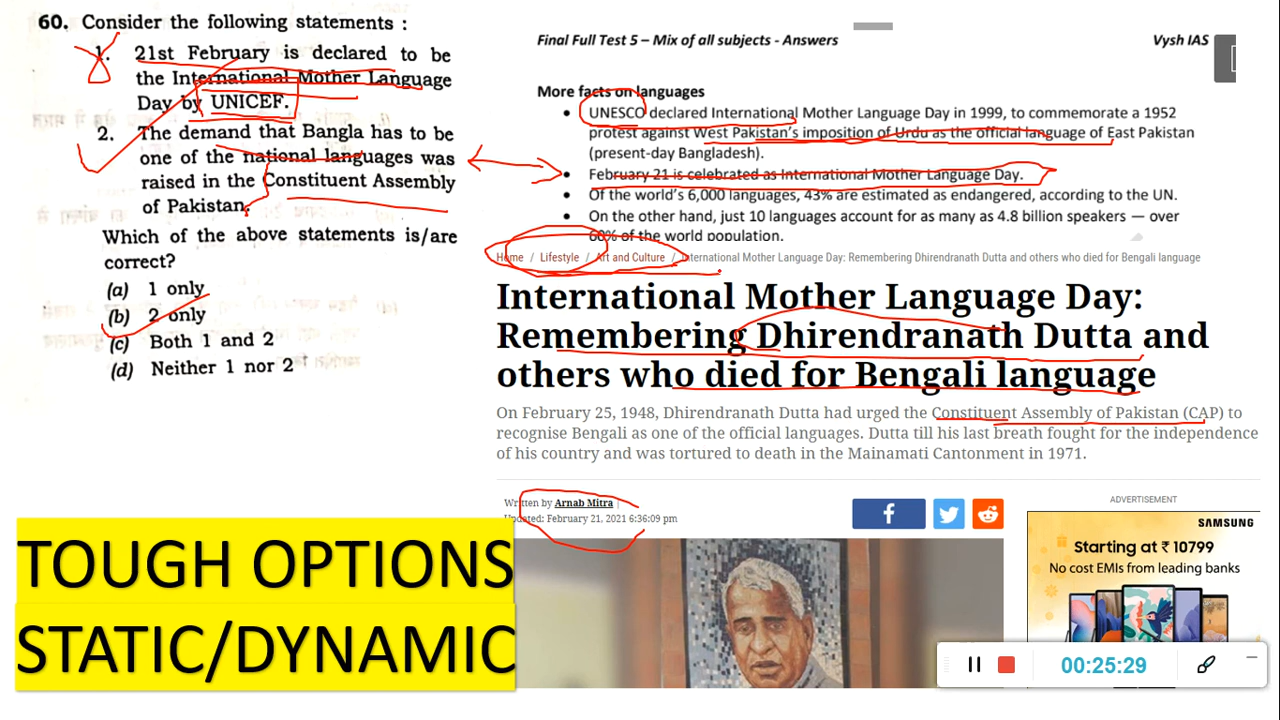 60. Consider the following statements :
1. 21st February is declared to be
the International Mother Language
Day by UNICEF.
2. The demand that Bangla has to be
one of the national languages was
raised in the Constituent Assembly
of Pakistan.
Which of the above statements is/are
correct?
(a) 1 only
(b) 2 only
(c) Both 1 and 2
(d) Neither 1 nor 2
Final Full Test 5 – Mix of all subjects - Answers Vysh IAS
More facts on languages
• UNESCO declared International Mother Language Day in 1999, to commemorate a 1952
protest against West Pakistan's imposition of Urdu as the official language of East Pakistan
(present-day Bangladesh).
• February 21 is celebrated as International Mother Language Day.
• Of the world's 6,000 languages, 43% are estimated as endangered, according to the UN.
• On the other hand, just 10 languages account for as many as 4.8 billion speakers — over
60% of the world population.
Home / Lifestyle / Art and Culture / International Mother Language Day: Remembering Dhirendranath Dutta and others who died for Bengali language
International Mother Language Day:
Remembering Dhirendranath Dutta and
others who died for Bengali language
On February 25, 1948, Dhirendranath Dutta had urged the Constituent Assembly of Pakistan (CAP) to
recognise Bengali as one of the official languages. Dutta till his last breath fought for the independence
of his country and was tortured to death in the Mainamati Cantonment in 1971.
Written by Arnab Mitra |
Updated: February 21, 2021 6:36:09 pm
ADVERTISEMENT
SAMSUNG
Starting at ₹ 10799
No cost EMIs from leading banks
TOUGH OPTIONS
STATIC/DYNAMIC
00:25:29